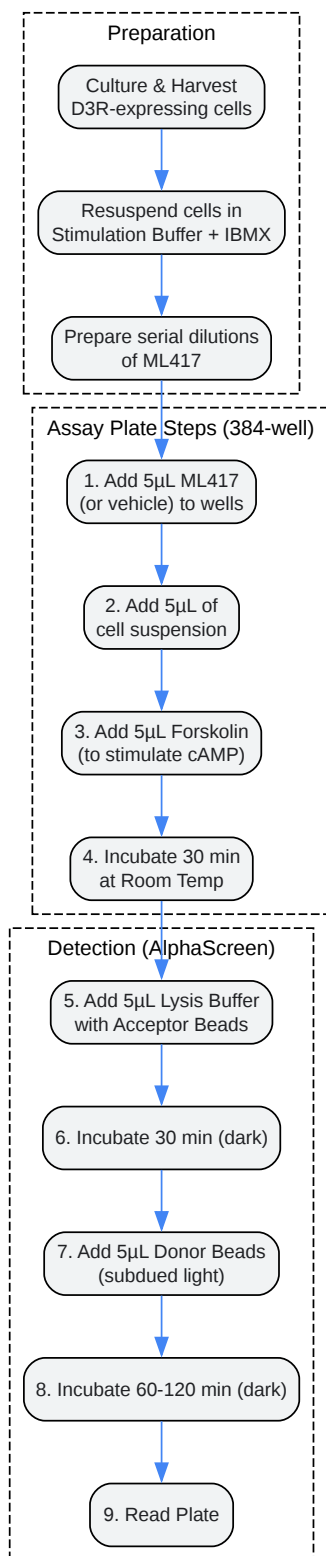 Preparation
Culture & Harvest
D3R-expressing cells
Resuspend cells in
Stimulation Buffer + IBMX
Prepare serial dilutions
of ML417
Assay Plate Steps (384-well)
1. Add 5µL ML417
(or vehicle) to wells
2. Add 5µL of
cell suspension
3. Add 5µL Forskolin
(to stimulate cAMP)
4. Incubate 30 min
at Room Temp
Detection (AlphaScreen)
5. Add 5µL Lysis Buffer
with Acceptor Beads
6. Incubate 30 min (dark)
7. Add 5µL Donor Beads
(subdued light)
8. Incubate 60-120 min (dark)
9. Read Plate